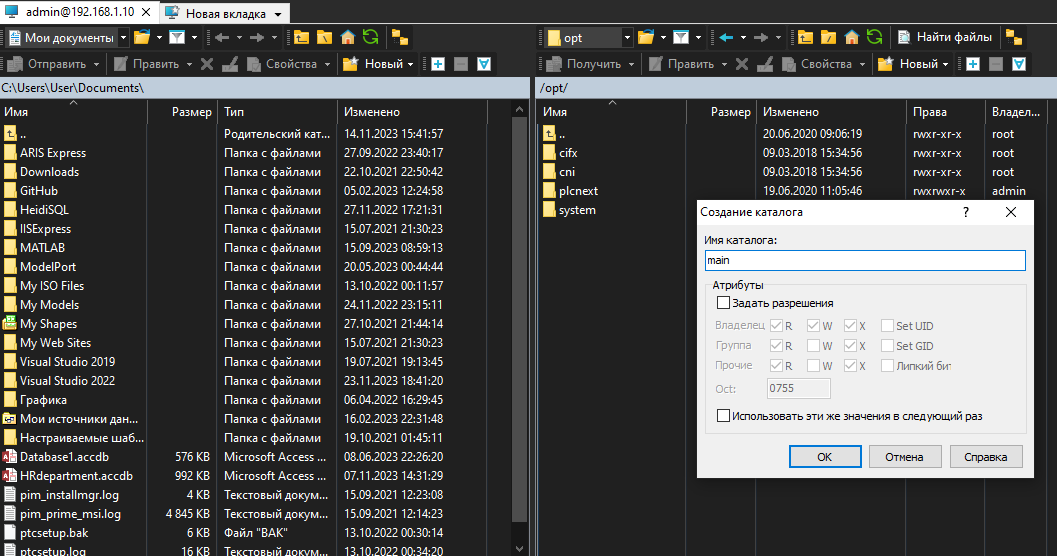 admin@192.168.1.10 × Новая вкладка
Мои документы opt Найти файлы
Отправить Править Свойства Новый Получить Править Свойства Новый
C:\Users\User\Documents\ /opt/
Имя Размер Тип Изменено Имя Размер Изменено Права Владел...
.. Родительский кат... 14.11.2023 15:41:57 .. 20.06.2020 09:06:19 rwxr-xr-x root
ARIS Express Папка с файлами 27.09.2022 23:40:17 cifx 09.03.2018 15:34:56 rwxr-xr-x root
Downloads Папка с файлами 22.10.2021 22:50:42 cni 09.03.2018 15:34:56 rwxr-xr-x root
GitHub Папка с файлами 05.02.2023 12:24:58 plcnext 19.06.2020 11:05:46 rwxrwxr-x admin
HeidiSQL Папка с файлами 27.11.2022 17:21:31 system
IISExpress Папка с файлами 15.07.2021 21:30:23
MATLAB Папка с файлами 15.09.2023 08:59:13
ModelPort Папка с файлами 20.05.2023 00:44:44
My ISO Files Папка с файлами 13.10.2022 00:11:57
My Models Папка с файлами 24.11.2022 23:15:11
My Shapes Папка с файлами 27.10.2021 21:44:14
My Web Sites Папка с файлами 15.07.2021 21:30:23
Visual Studio 2019 Папка с файлами 19.07.2021 19:13:45
Visual Studio 2022 Папка с файлами 23.11.2023 18:41:20
Графика Папка с файлами 06.04.2022 16:29:45
Мои источники дан... Папка с файлами 16.02.2023 22:31:48
Настраиваемые шаб... Папка с файлами 19.10.2021 01:45:11
Database1.accdb 576 KB Microsoft Access ... 08.06.2023 22:26:20
HRdepartment.accdb 992 KB Microsoft Access ... 07.11.2023 14:31:29
pim_installmgr.log 4 KB Текстовый докум... 15.09.2021 12:23:08
pim_prime_msi.log 4 845 KB Текстовый докум... 15.09.2021 12:14:23
ptcsetup.bak 6 KB Файл "BAK" 13.10.2022 00:30:14
ptcsetup.log 16 KB Текстовый докум... 13.10.2022 00:34:20
Создание каталога ? ×
Имя каталога:
main
Атрибуты
Задать разрешения
Владелец R W X Set UID
Группа R W X Set GID
Прочие R W X Липкий бит
Oct: 0755
Использовать эти же значения в следующий раз
OK Отмена Справка